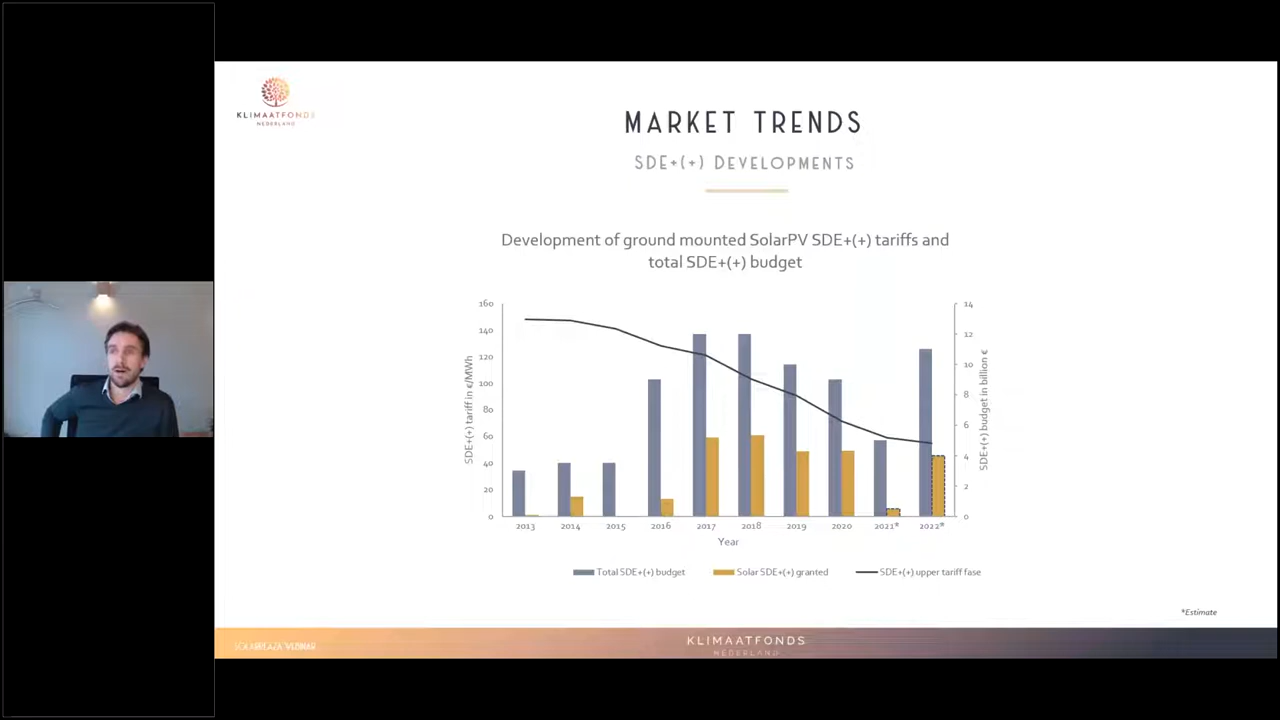 KLIMAATFONDS
NEDERLAND
MARKET TRENDS
SDE+(+) DEVELOPMENTS
Development of ground mounted SolarPV SDE+(+) tariffs and
total SDE+(+) budget
SDE+(+) tariff in €/MWh
160
140
120
100
80
60
40
20
0
14
12
10
8
6
4
2
0
SDE+(+) budget in billion €
2013 2014 2015 2016 2017 2018 2019 2020 2021* 2022*
Year
Total SDE+(+) budget Solar SDE+(+) granted SDE+(+) upper tariff fase
*Estimate
WEBINAR
KLIMAATFONDS
NEDERLAND